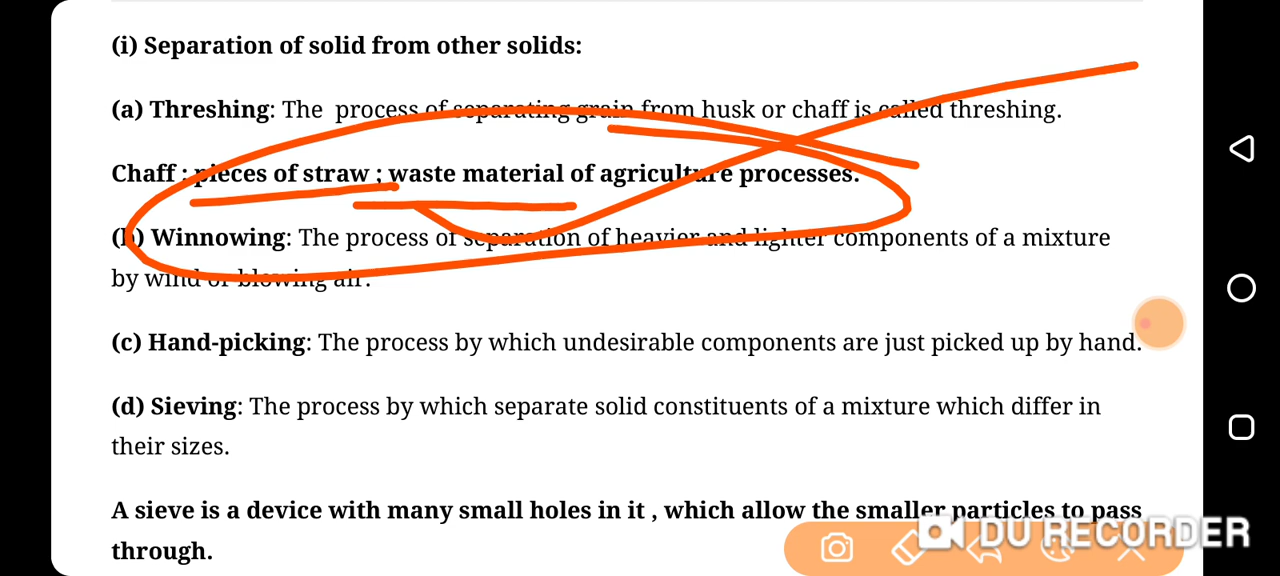 (i) Separation of solid from other solids:
(a) Threshing: The process of separating grain from husk or chaff is called threshing.
Chaff : pieces of straw ; waste material of agriculture processes.
(b) Winnowing: The process of separation of heavier and lighter components of a mixture
by wind or blowing air.
(c) Hand-picking: The process by which undesirable components are just picked up by hand.
(d) Sieving: The process by which separate solid constituents of a mixture which differ in
their sizes.
A sieve is a device with many small holes in it , which allow the smaller particles to pass
through.
DU RECORDER